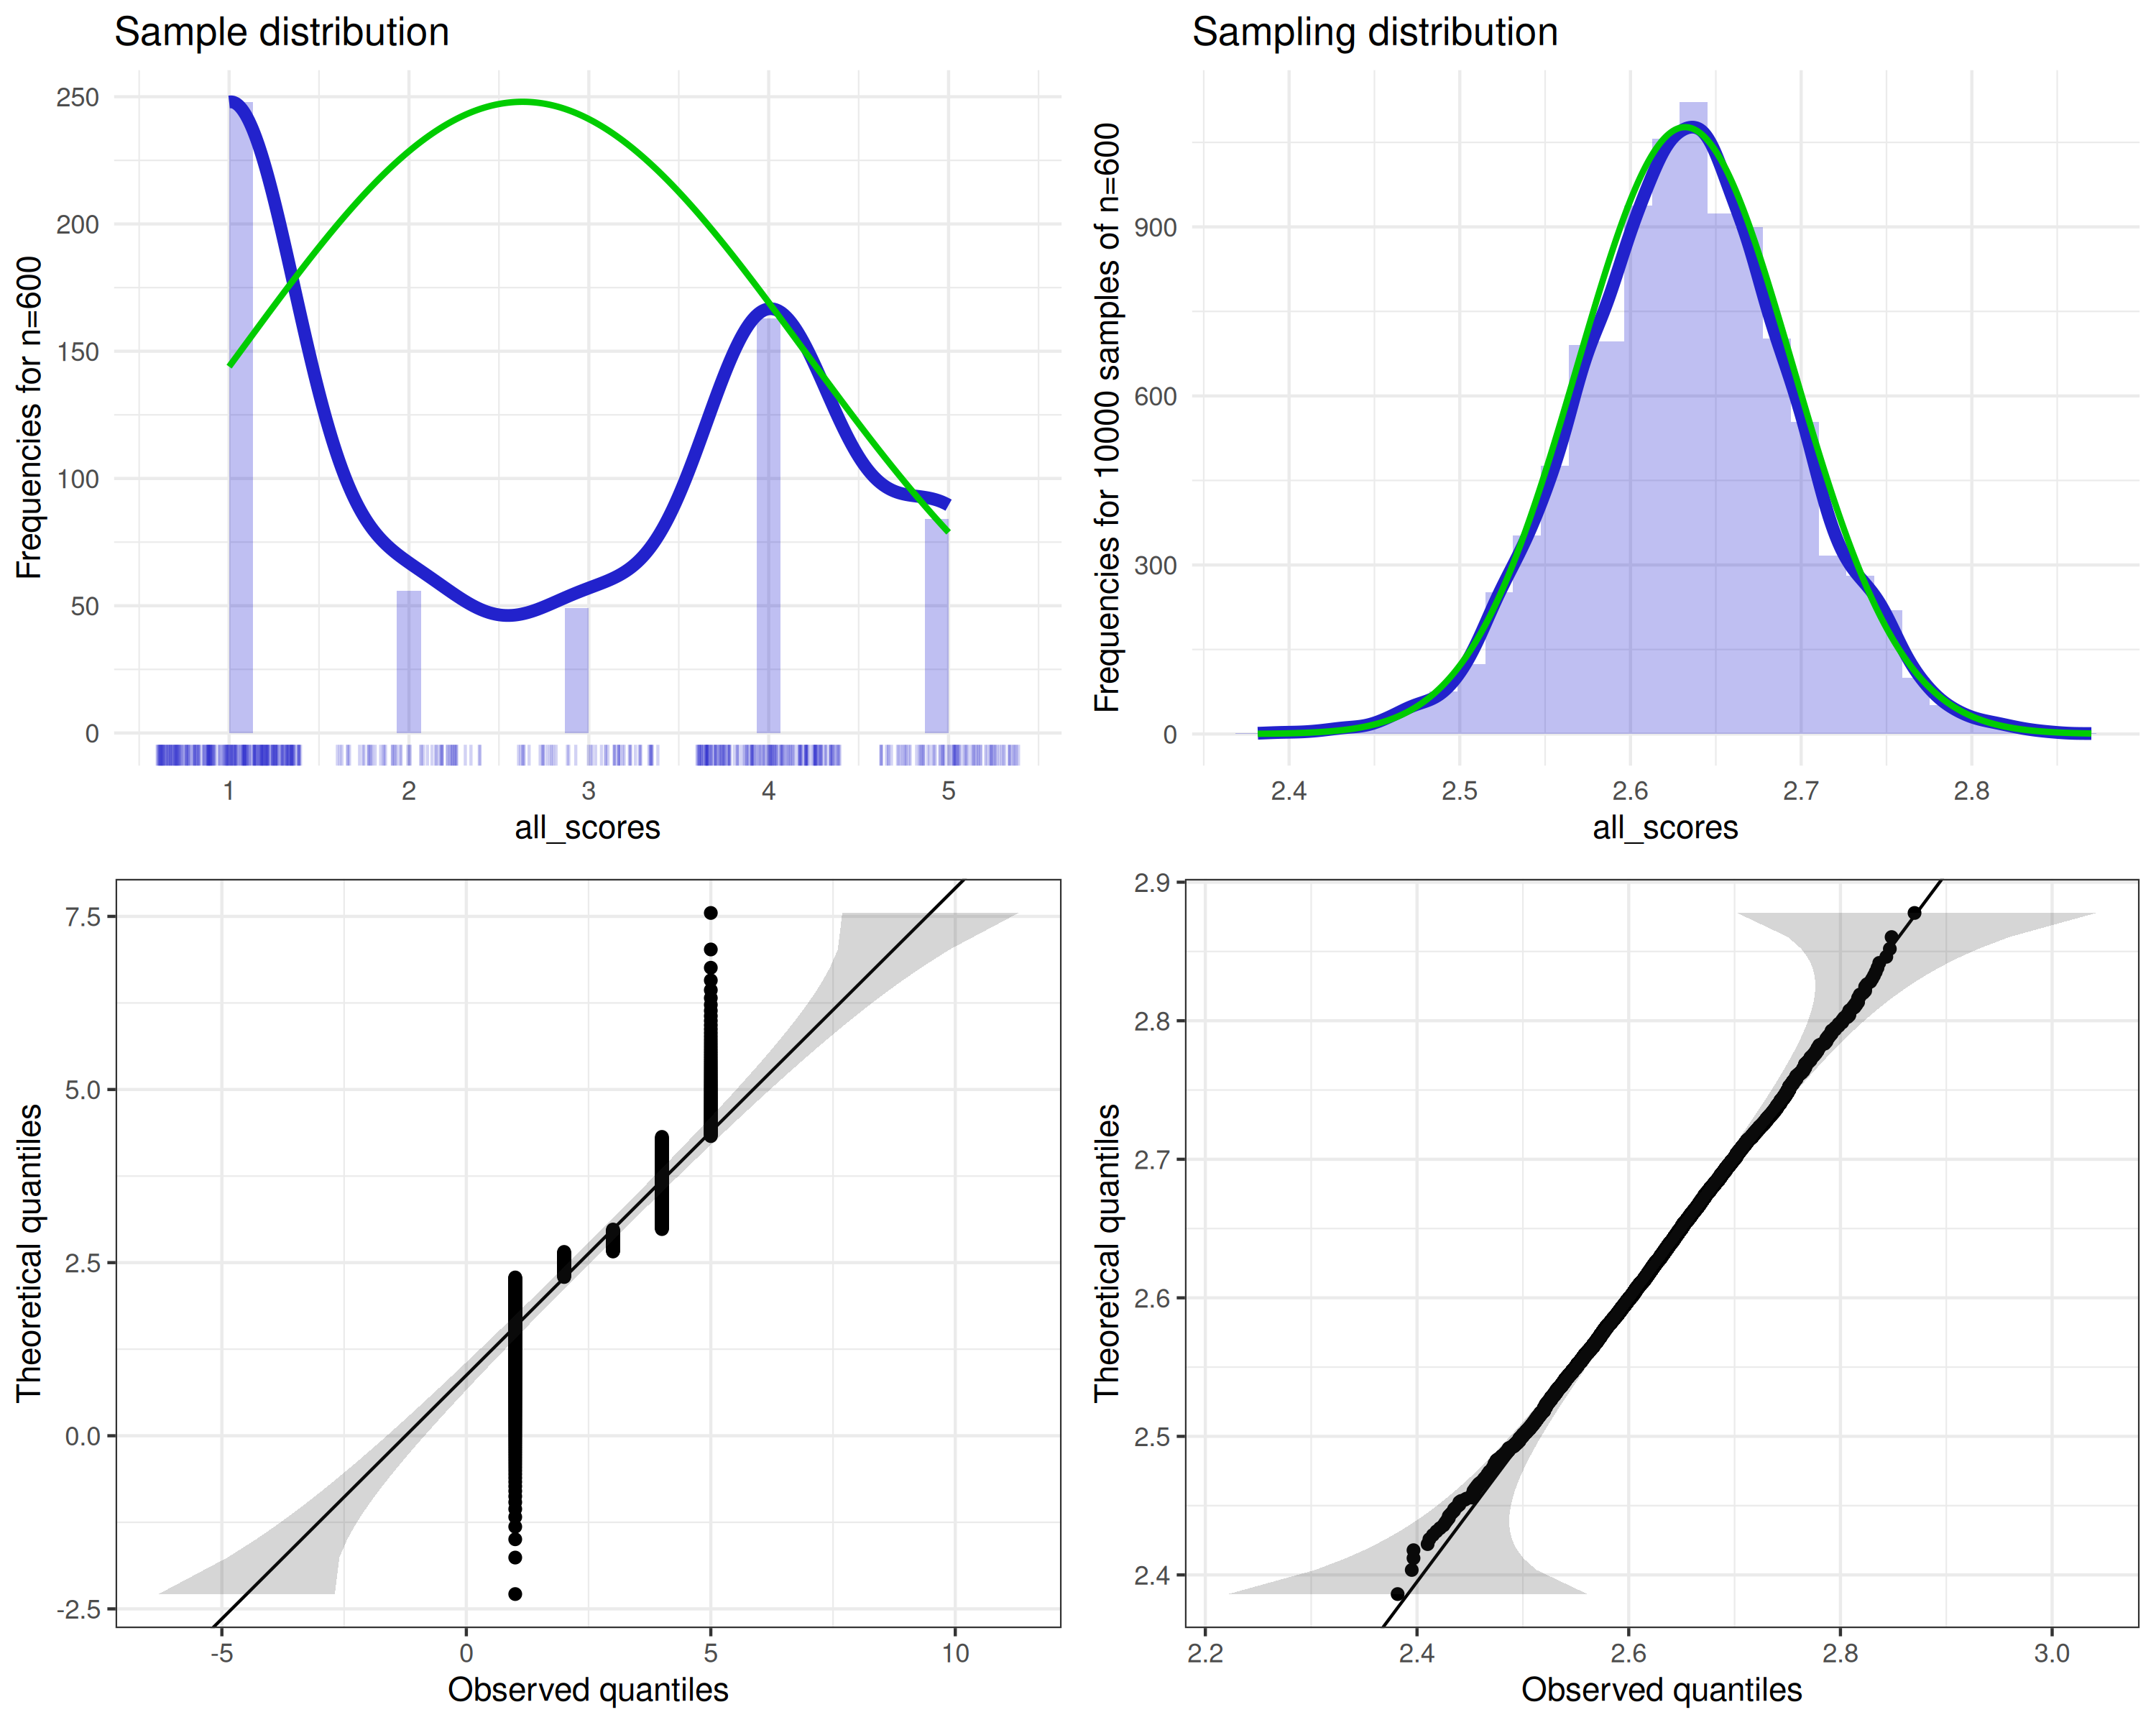 Sample distribution
Frequencies for n=600
250
200
150
100
50
0
1 2 3 4 5
all_scores
Sampling distribution
Frequencies for 10000 samples of n=600
900
600
300
0
2.4 2.5 2.6 2.7 2.8
all_scores
Theoretical quantiles
7.5
5.0
2.5
0.0
-2.5
-5 0 5 10
Observed quantiles
Theoretical quantiles
2.9
2.8
2.7
2.6
2.5
2.4
2.2 2.4 2.6 2.8 3.0
Observed quantiles